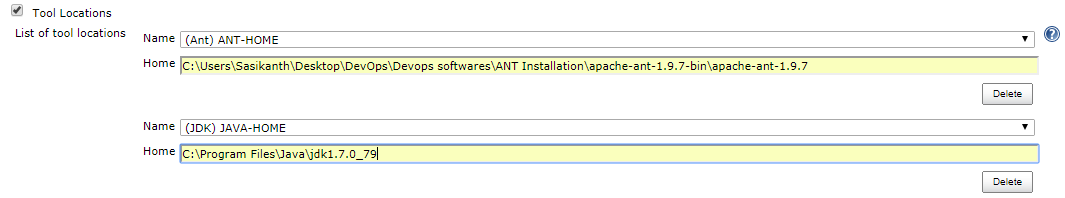 Tool Locations
List of tool locations
Name (Ant) ANT-HOME
Home C:\Users\Sasikanth\Desktop\DevOps\Devops softwares\ANT Installation\apache-ant-1.9.7-bin\apache-ant-1.9.7
Delete
Name (JDK) JAVA-HOME
Home C:\Program Files\Java\jdk1.7.0_79
Delete